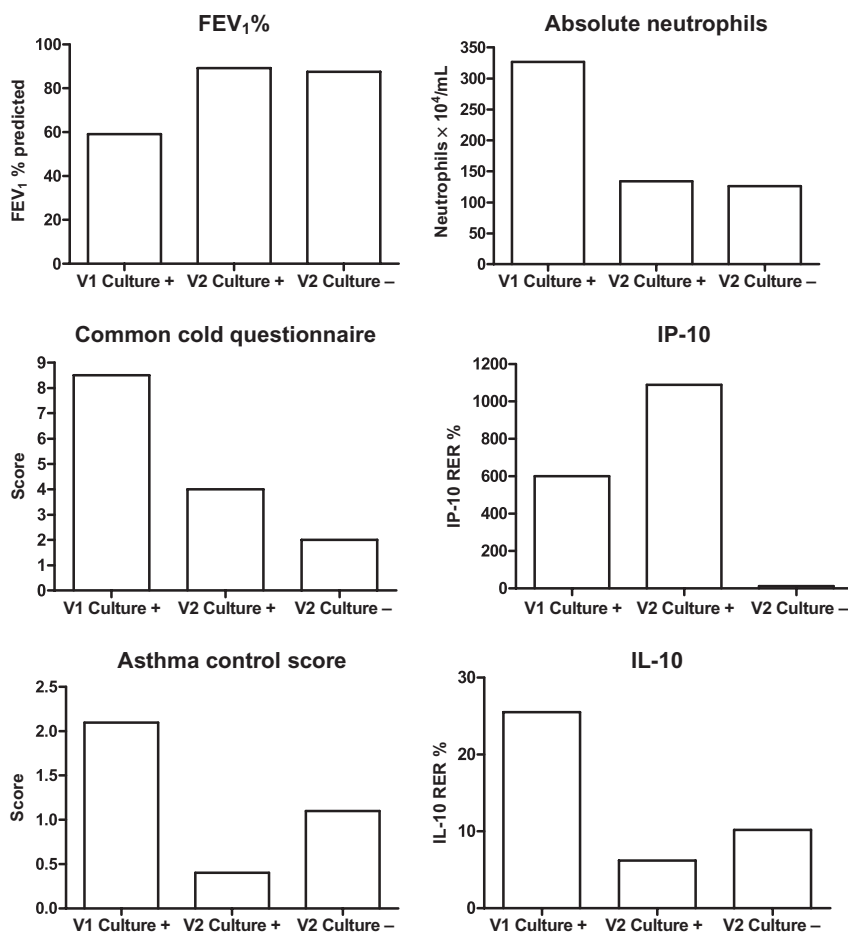 FEV₁%
FEV₁ % predicted
100
80
60
40
20
0
V1 Culture + V2 Culture + V2 Culture –
Absolute neutrophils
Neutrophils × 10⁴/mL
350
300
250
200
150
100
50
0
V1 Culture + V2 Culture + V2 Culture –
Common cold questionnaire
Score
9
8
7
6
5
4
3
2
1
0
V1 Culture + V2 Culture + V2 Culture –
IP-10
IP-10 RER %
1200
1000
800
600
400
200
0
V1 Culture + V2 Culture + V2 Culture –
Asthma control score
Score
2.5
2.0
1.5
1.0
0.5
0.0
V1 Culture + V2 Culture + V2 Culture –
IL-10
IL-10 RER %
30
20
10
0
V1 Culture + V2 Culture + V2 Culture –